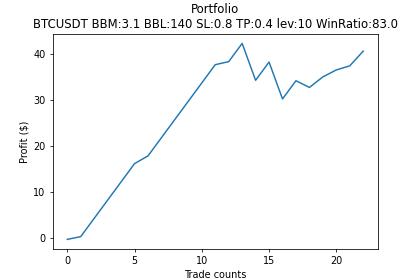 Portfolio
BTCUSDT BBM:3.1 BBL:140 SL:0.8 TP:0.4 lev:10 WinRatio:83.0
Profit ($)
40
30
20
10
0
0 5 10 15 20
Trade counts